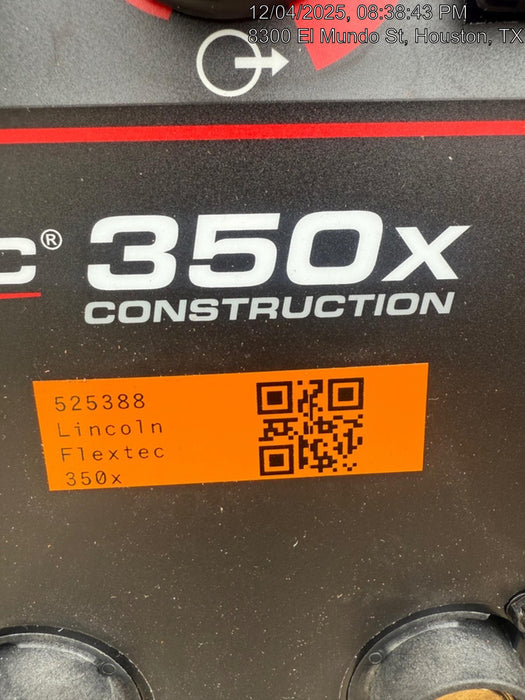 12/04/2025, 08:38:43 PM
8300 El Mundo St, Houston, TX
c® 350x
CONSTRUCTION
525388
Lincoln
Flextec
350x